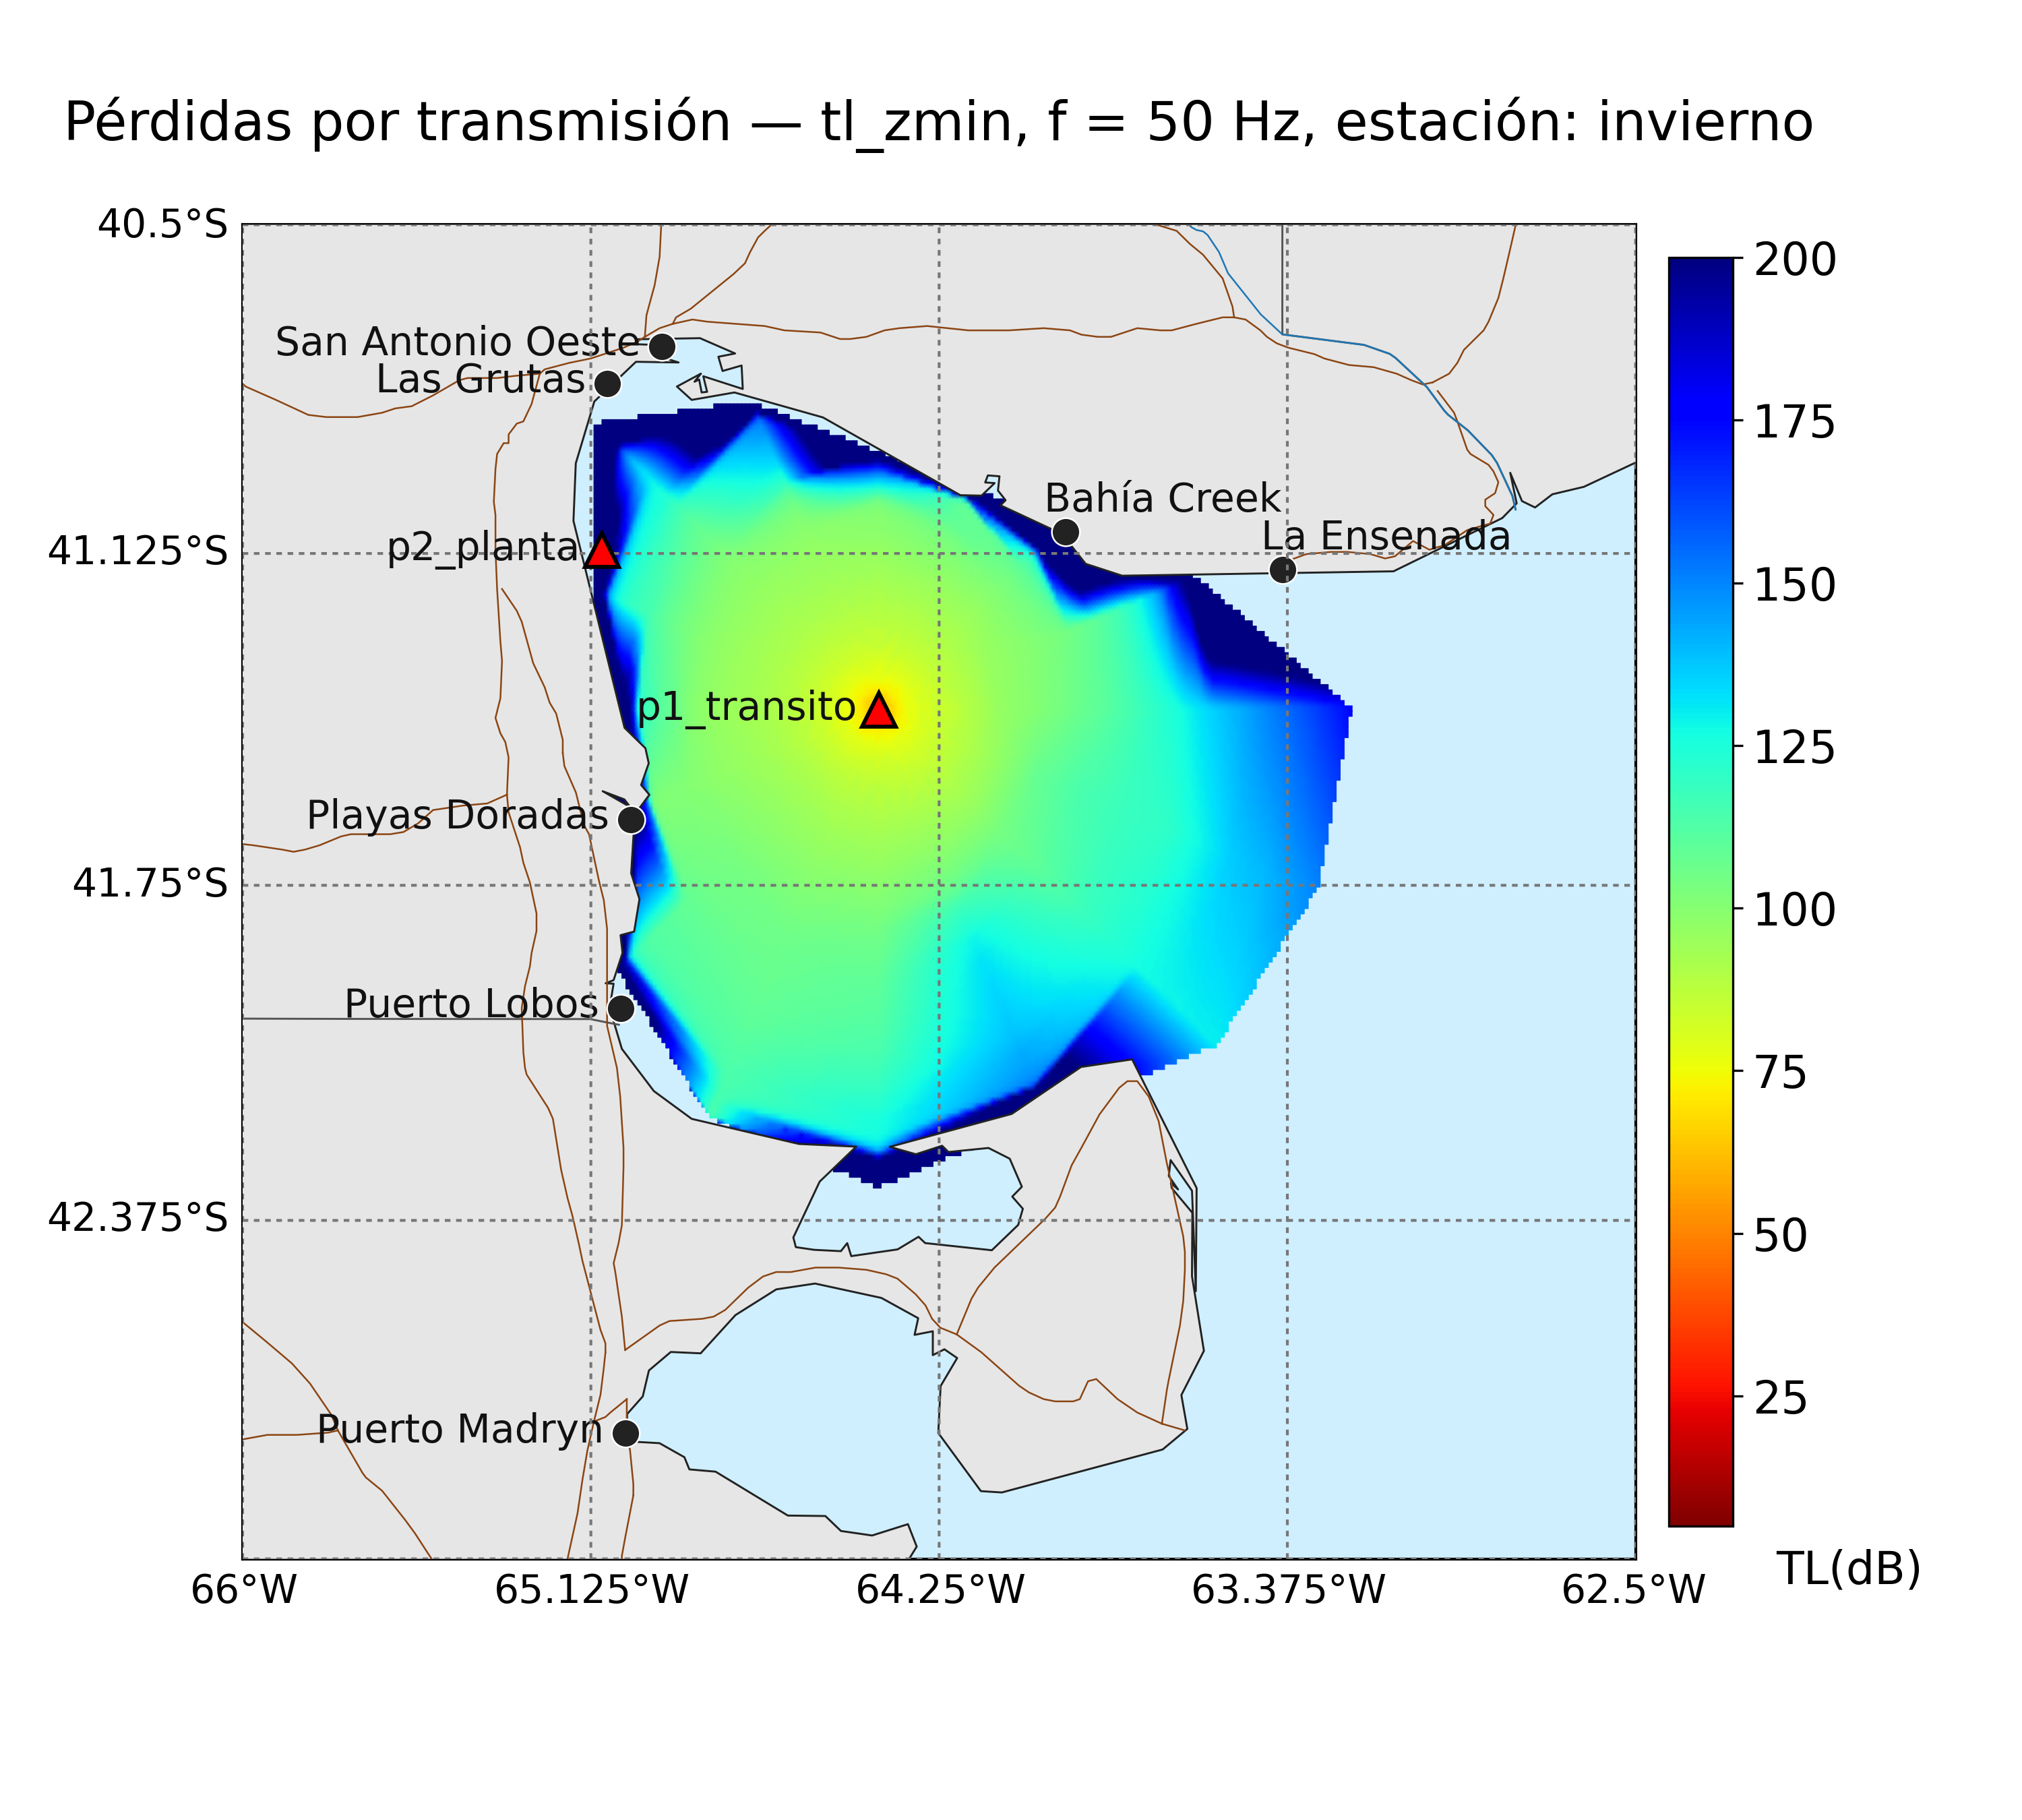 Pérdidas por transmisión — tl_zmin, f = 50 Hz, estación: invierno
40.5°S
41.125°S
41.75°S
42.375°S
San Antonio Oeste
Las Grutas
Bahía Creek
La Ensenada
p2_planta
p1_transito
Playas Doradas
Puerto Lobos
Puerto Madryn
66°W
65.125°W
64.25°W
63.375°W
62.5°W
200
175
150
125
100
75
50
25
TL(dB)